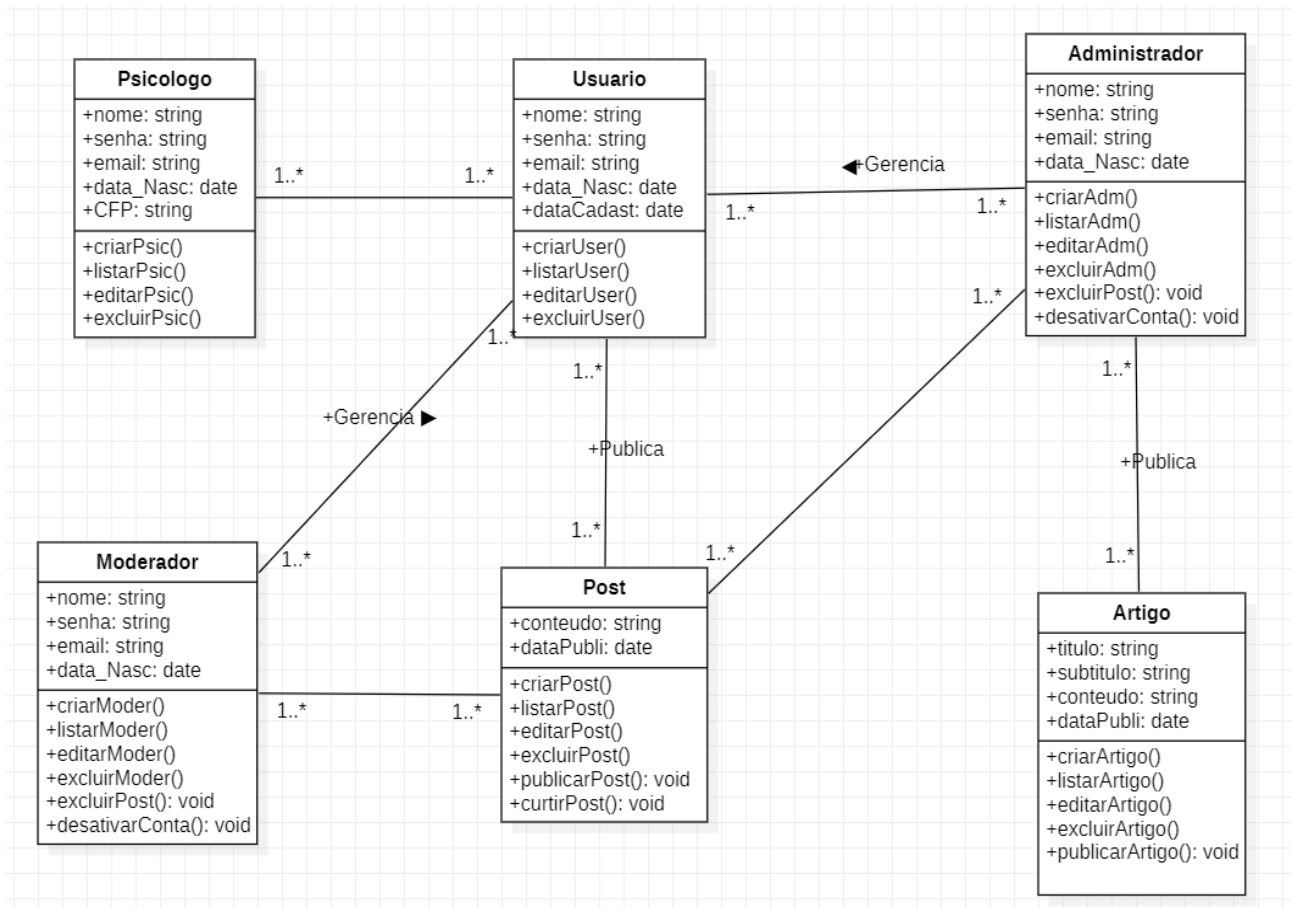 Psicologo
+nome: string
+senha: string
+email: string
+data_Nasc: date
+CFP: string
+criarPsic()
+listarPsic()
+editarPsic()
+excluirPsic()
1..*
1..*
Usuario
+nome: string
+senha: string
+email: string
+data_Nasc: date
+dataCadast: date
+criarUser()
+listarUser()
+editarUser()
+excluirUser()
◀+Gerencia
1..*
1..*
Administrador
+nome: string
+senha: string
+email: string
+data_Nasc: date
+criarAdm()
+listarAdm()
+editarAdm()
+excluirAdm()
+excluirPost(): void
+desativarConta(): void
1..*
+Gerencia ▶
1..*
1..*
+Publica
1..*
1..*
1..*
1..*
+Publica
1..*
Moderador
+nome: string
+senha: string
+email: string
+data_Nasc: date
+criarModer()
+listarModer()
+editarModer()
+excluirModer()
+excluirPost(): void
+desativarConta(): void
1..*
1..*
Post
+conteudo: string
+dataPubli: date
+criarPost()
+listarPost()
+editarPost()
+excluirPost()
+publicarPost(): void
+curtirPost(): void
Artigo
+titulo: string
+subtitulo: string
+conteudo: string
+dataPubli: date
+criarArtigo()
+listarArtigo()
+editarArtigo()
+excluirArtigo()
+publicarArtigo(): void